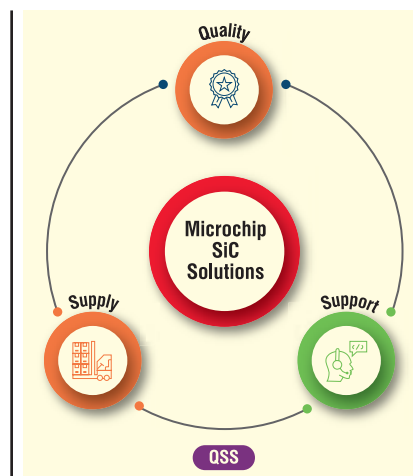 Quality
Microchip
SiC
Solutions
Supply
Support
</>
QSS